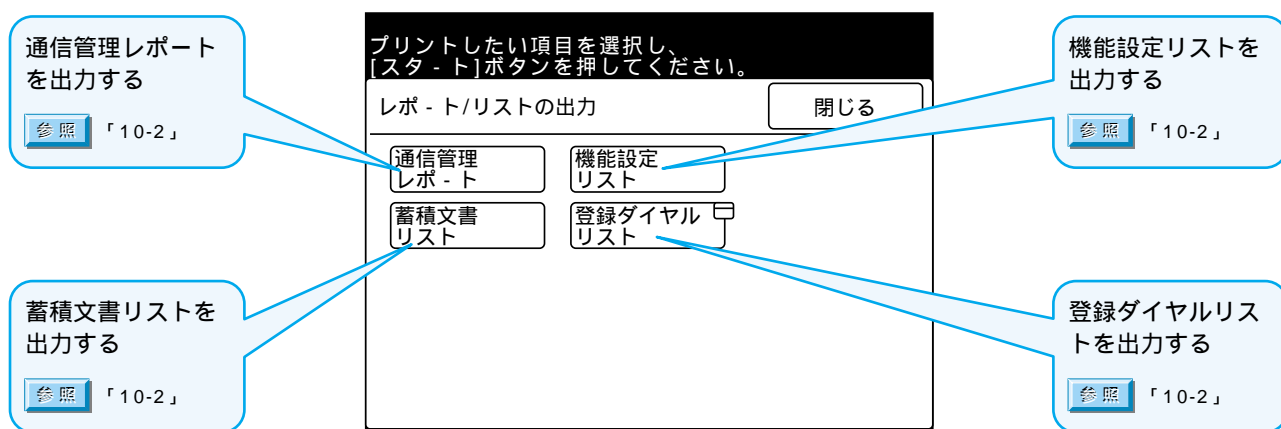 通信管理レポート
を出力する
参照 「10-2」
プリントしたい項目を選択し、
[スタ-ト]ボタンを押してください。
レポ-ト/リストの出力
閉じる
通信管理
レポ-ト
機能設定
リスト
蓄積文書
リスト
登録ダイヤル
リスト
機能設定リストを
出力する
参照 「10-2」
蓄積文書リストを
出力する
参照 「10-2」
登録ダイヤルリス
トを出力する
参照 「10-2」